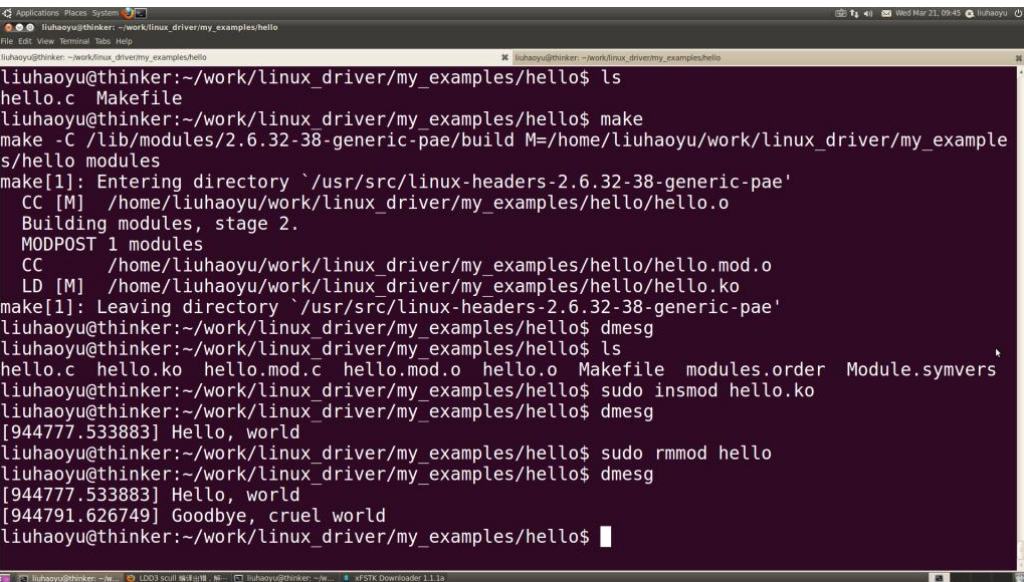 Applications Places System Wed Mar 21, 09:45 liuhaoyu
liuhaoyu@thinker: ~/work/linux_driver/my_examples/hello
File Edit View Terminal Tabs Help
liuhaoyu@thinker: ~/work/linux_driver/my_examples/hello liuhaoyu@thinker: ~/work/linux_driver/my_examples/hello
liuhaoyu@thinker:~/work/linux_driver/my_examples/hello$ ls
hello.c  Makefile
liuhaoyu@thinker:~/work/linux_driver/my_examples/hello$ make
make -C /lib/modules/2.6.32-38-generic-pae/build M=/home/liuhaoyu/work/linux_driver/my_example
s/hello modules
make[1]: Entering directory `/usr/src/linux-headers-2.6.32-38-generic-pae'
  CC [M]  /home/liuhaoyu/work/linux_driver/my_examples/hello/hello.o
  Building modules, stage 2.
  MODPOST 1 modules
  CC      /home/liuhaoyu/work/linux_driver/my_examples/hello/hello.mod.o
  LD [M]  /home/liuhaoyu/work/linux_driver/my_examples/hello/hello.ko
make[1]: Leaving directory `/usr/src/linux-headers-2.6.32-38-generic-pae'
liuhaoyu@thinker:~/work/linux_driver/my_examples/hello$ dmesg
liuhaoyu@thinker:~/work/linux_driver/my_examples/hello$ ls
hello.c  hello.ko  hello.mod.c  hello.mod.o  hello.o  Makefile  modules.order  Module.symvers
liuhaoyu@thinker:~/work/linux_driver/my_examples/hello$ sudo insmod hello.ko
liuhaoyu@thinker:~/work/linux_driver/my_examples/hello$ dmesg
[944777.533883] Hello, world
liuhaoyu@thinker:~/work/linux_driver/my_examples/hello$ sudo rmmod hello
liuhaoyu@thinker:~/work/linux_driver/my_examples/hello$ dmesg
[944777.533883] Hello, world
[944791.626749] Goodbye, cruel world
liuhaoyu@thinker:~/work/linux_driver/my_examples/hello$
liuhaoyu@thinker: ~/w... LDD3 scull 编译出错 liuhaoyu@thinker: ~/w... xFSTK Downloader 1.1.1a